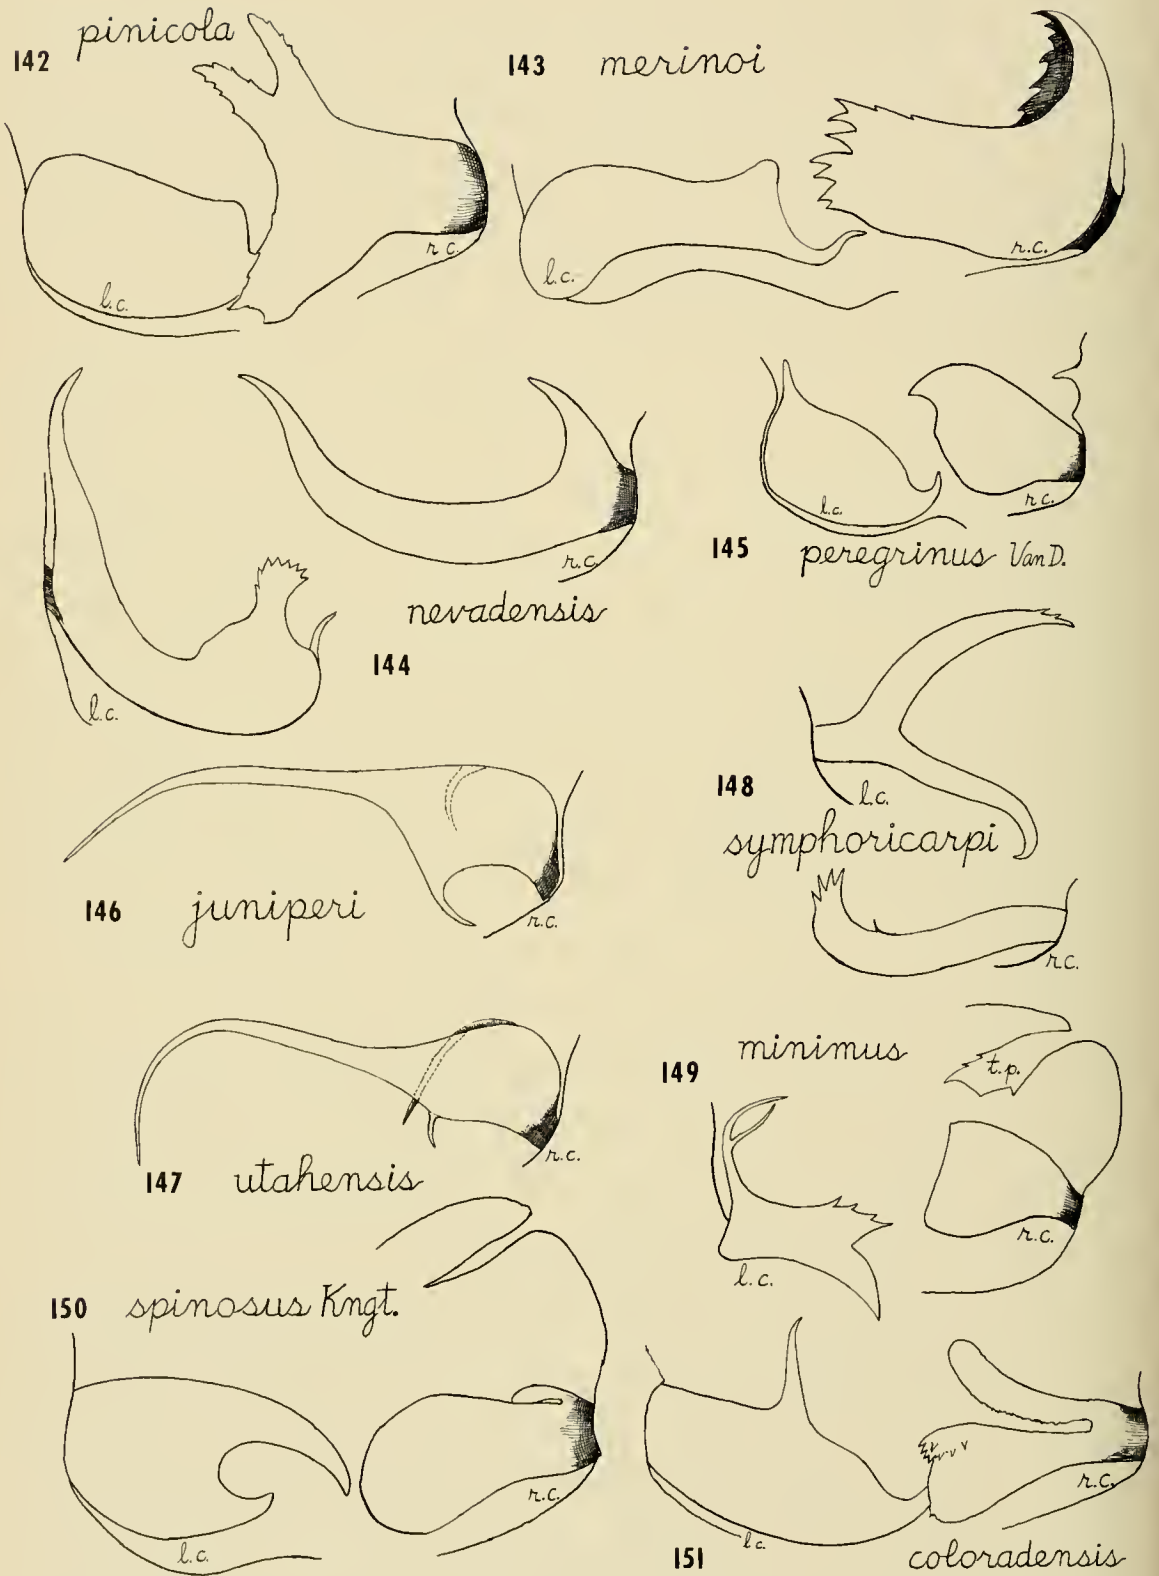 142 pinicola
l.c.
r.c.
143 merinoi
l.c.
r.c.
144 nevadensis
l.c.
r.c.
145 peregrinus VanD.
l.c.
r.c.
146 juniperi
r.c.
147 utahensis
r.c.
148 symphoricarpi
l.c.
r.c.
149 minimus
t.p.
l.c.
r.c.
150 spinosus Kngt.
l.c.
r.c.
151 coloradensis
l.c.
r.c.